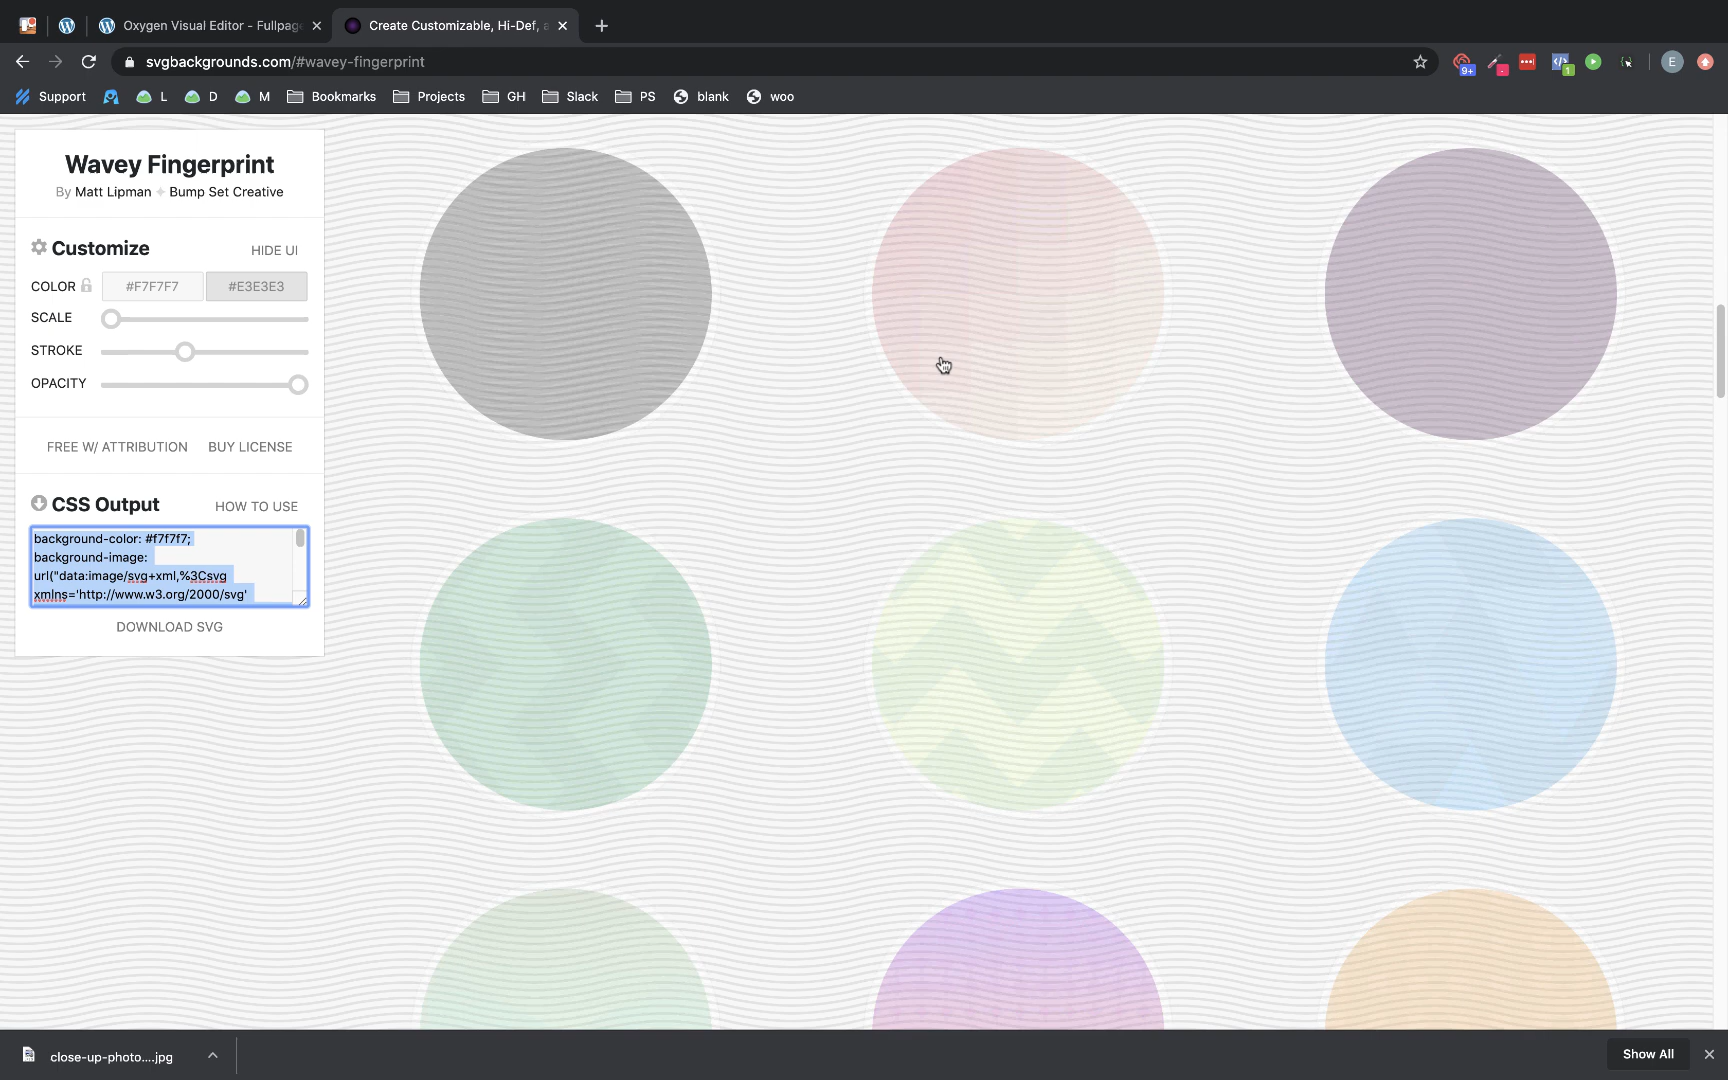 Oxygen Visual Editor - Fullpage
Create Customizable, Hi-Def, a
svgbackgrounds.com/#wavey-fingerprint
9+
1
E
Support
L
D
M
Bookmarks
Projects
GH
Slack
PS
blank
woo
Wavey Fingerprint
By Matt Lipman Bump Set Creative
Customize
HIDE UI
COLOR
#F7F7F7
#E3E3E3
SCALE
STROKE
OPACITY
FREE W/ ATTRIBUTION
BUY LICENSE
CSS Output
HOW TO USE
background-color: #f7f7f7;
background-image:
url("data:image/svg+xml,%3Csvg
xmlns='http://www.w3.org/2000/svg'
DOWNLOAD SVG
close-up-photo....jpg
Show All